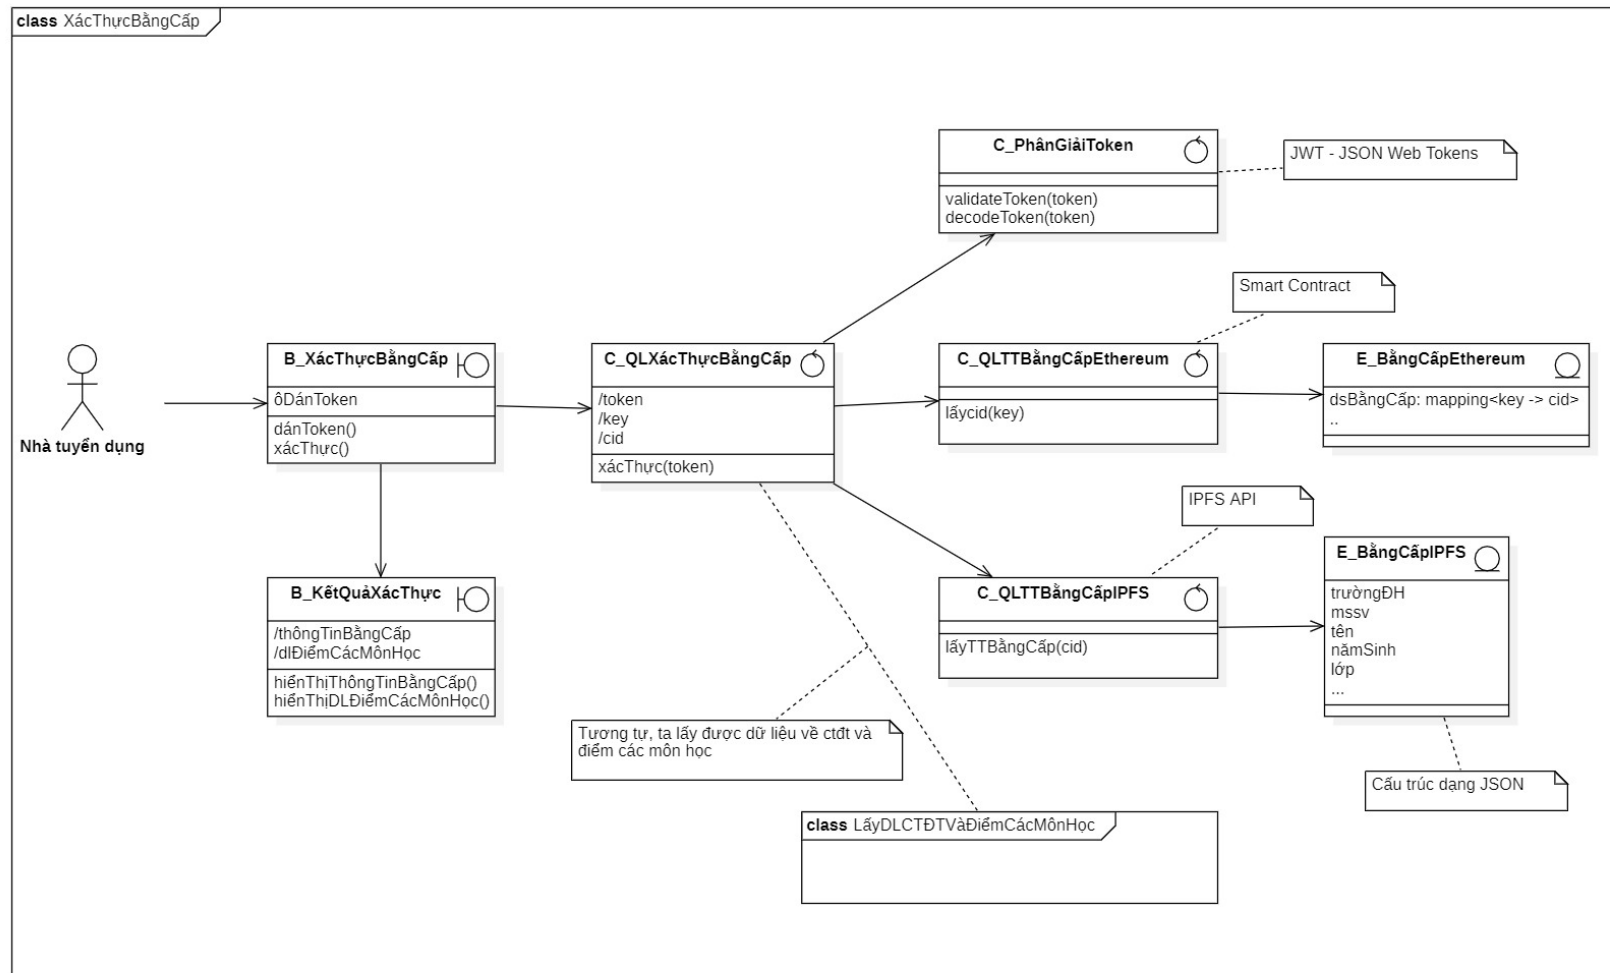 class XácThựcBằngCấp
C_PhânGiảiToken
validateToken(token)
decodeToken(token)
JWT - JSON Web Tokens
Smart Contract
Nhà tuyển dụng
B_XácThựcBằngCấp
ôDánToken
dánToken()
xácThực()
C_QLXácThựcBằngCấp
/token
/key
/cid
xácThực(token)
C_QLTTBằngCấpEthereum
lấycid(key)
E_BằngCấpEthereum
dsBằngCấp: mapping<key -> cid>
..
IPFS API
B_KếtQuảXácThực
/thôngTinBằngCấp
/dlĐiểmCácMônHọc
hiểnThịThôngTinBằngCấp()
hiểnThịDLĐiểmCácMônHọc()
C_QLTTBằngCấpIPFS
lấyTTBằngCấp(cid)
E_BằngCấpIPFS
trườngĐH
mssv
tên
nămSinh
lớp
...
Tương tự, ta lấy được dữ liệu về ctđt và
điểm các môn học
Cấu trúc dạng JSON
class LấyDLCTĐTVàĐiểmCácMônHọc